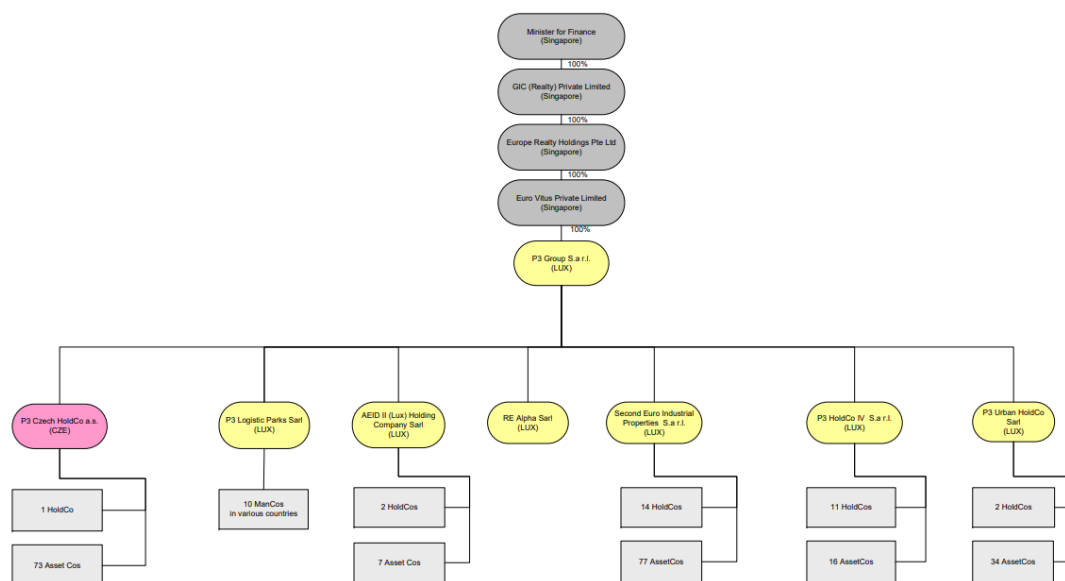 Minister for Finance
(Singapore)
100%
GIC (Realty) Private Limited
(Singapore)
100%
Europe Realty Holdings Pte Ltd
(Singapore)
100%
Euro Vitus Private Limited
(Singapore)
100%
P3 Group S.a r.l.
(LUX)
P3 Czech HoldCo a.s.
(CZE)
P3 Logistic Parks Sarl
(LUX)
AEID II (Lux) Holding
Company Sarl
(LUX)
RE Alpha Sarl
(LUX)
Second Euro Industrial
Properties S.a r.l.
(LUX)
P3 HoldCo IV S.a r.l.
(LUX)
P3 Urban HoldCo
Sarl
(LUX)
1 HoldCo
10 ManCos
in various countries
2 HoldCos
14 HoldCos
11 HoldCos
2 HoldCos
73 Asset Cos
7 Asset Cos
77 AssetCos
16 AssetCos
34 AssetCos